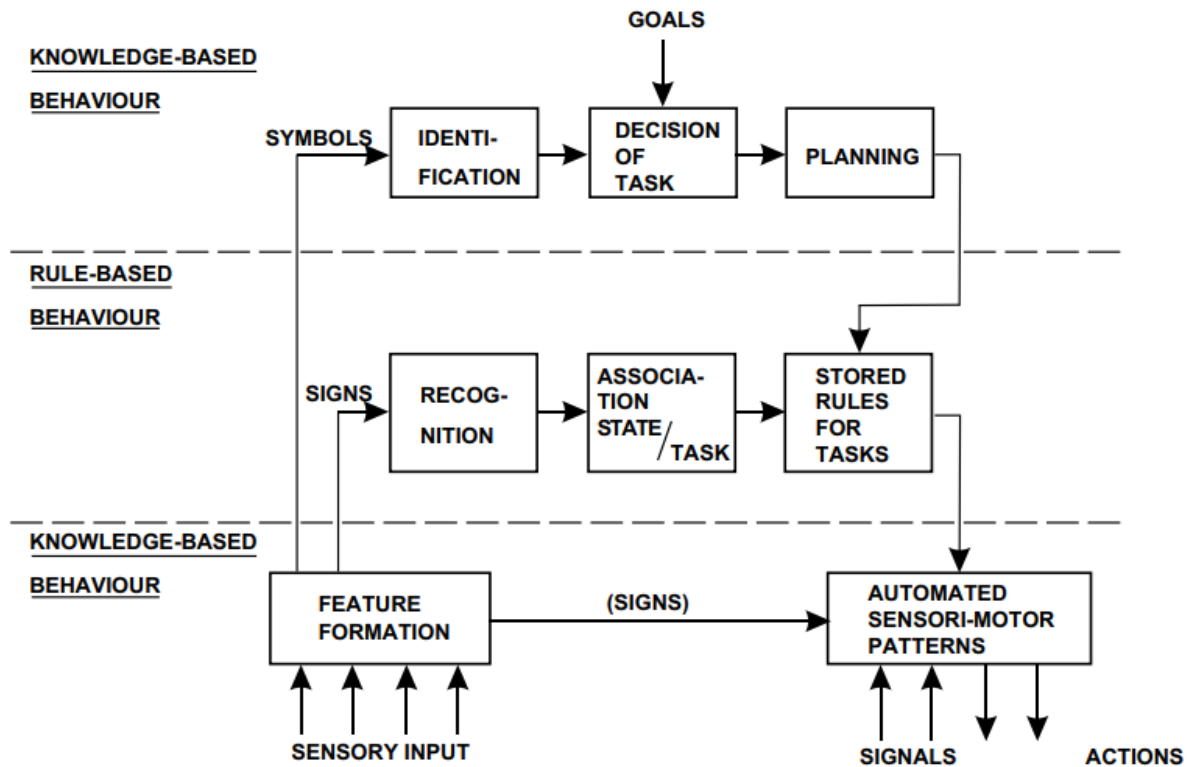 GOALS
KNOWLEDGE-BASED
BEHAVIOUR
SYMBOLS
IDENTI-
FICATION
DECISION
OF
TASK
PLANNING
RULE-BASED
BEHAVIOUR
SIGNS
RECOG-
NITION
ASSOCIA-
TION
STATE/
TASK
STORED
RULES
FOR
TASKS
KNOWLEDGE-BASED
BEHAVIOUR
FEATURE
FORMATION
(SIGNS)
AUTOMATED
SENSORI-MOTOR
PATTERNS
SENSORY INPUT
SIGNALS
ACTIONS